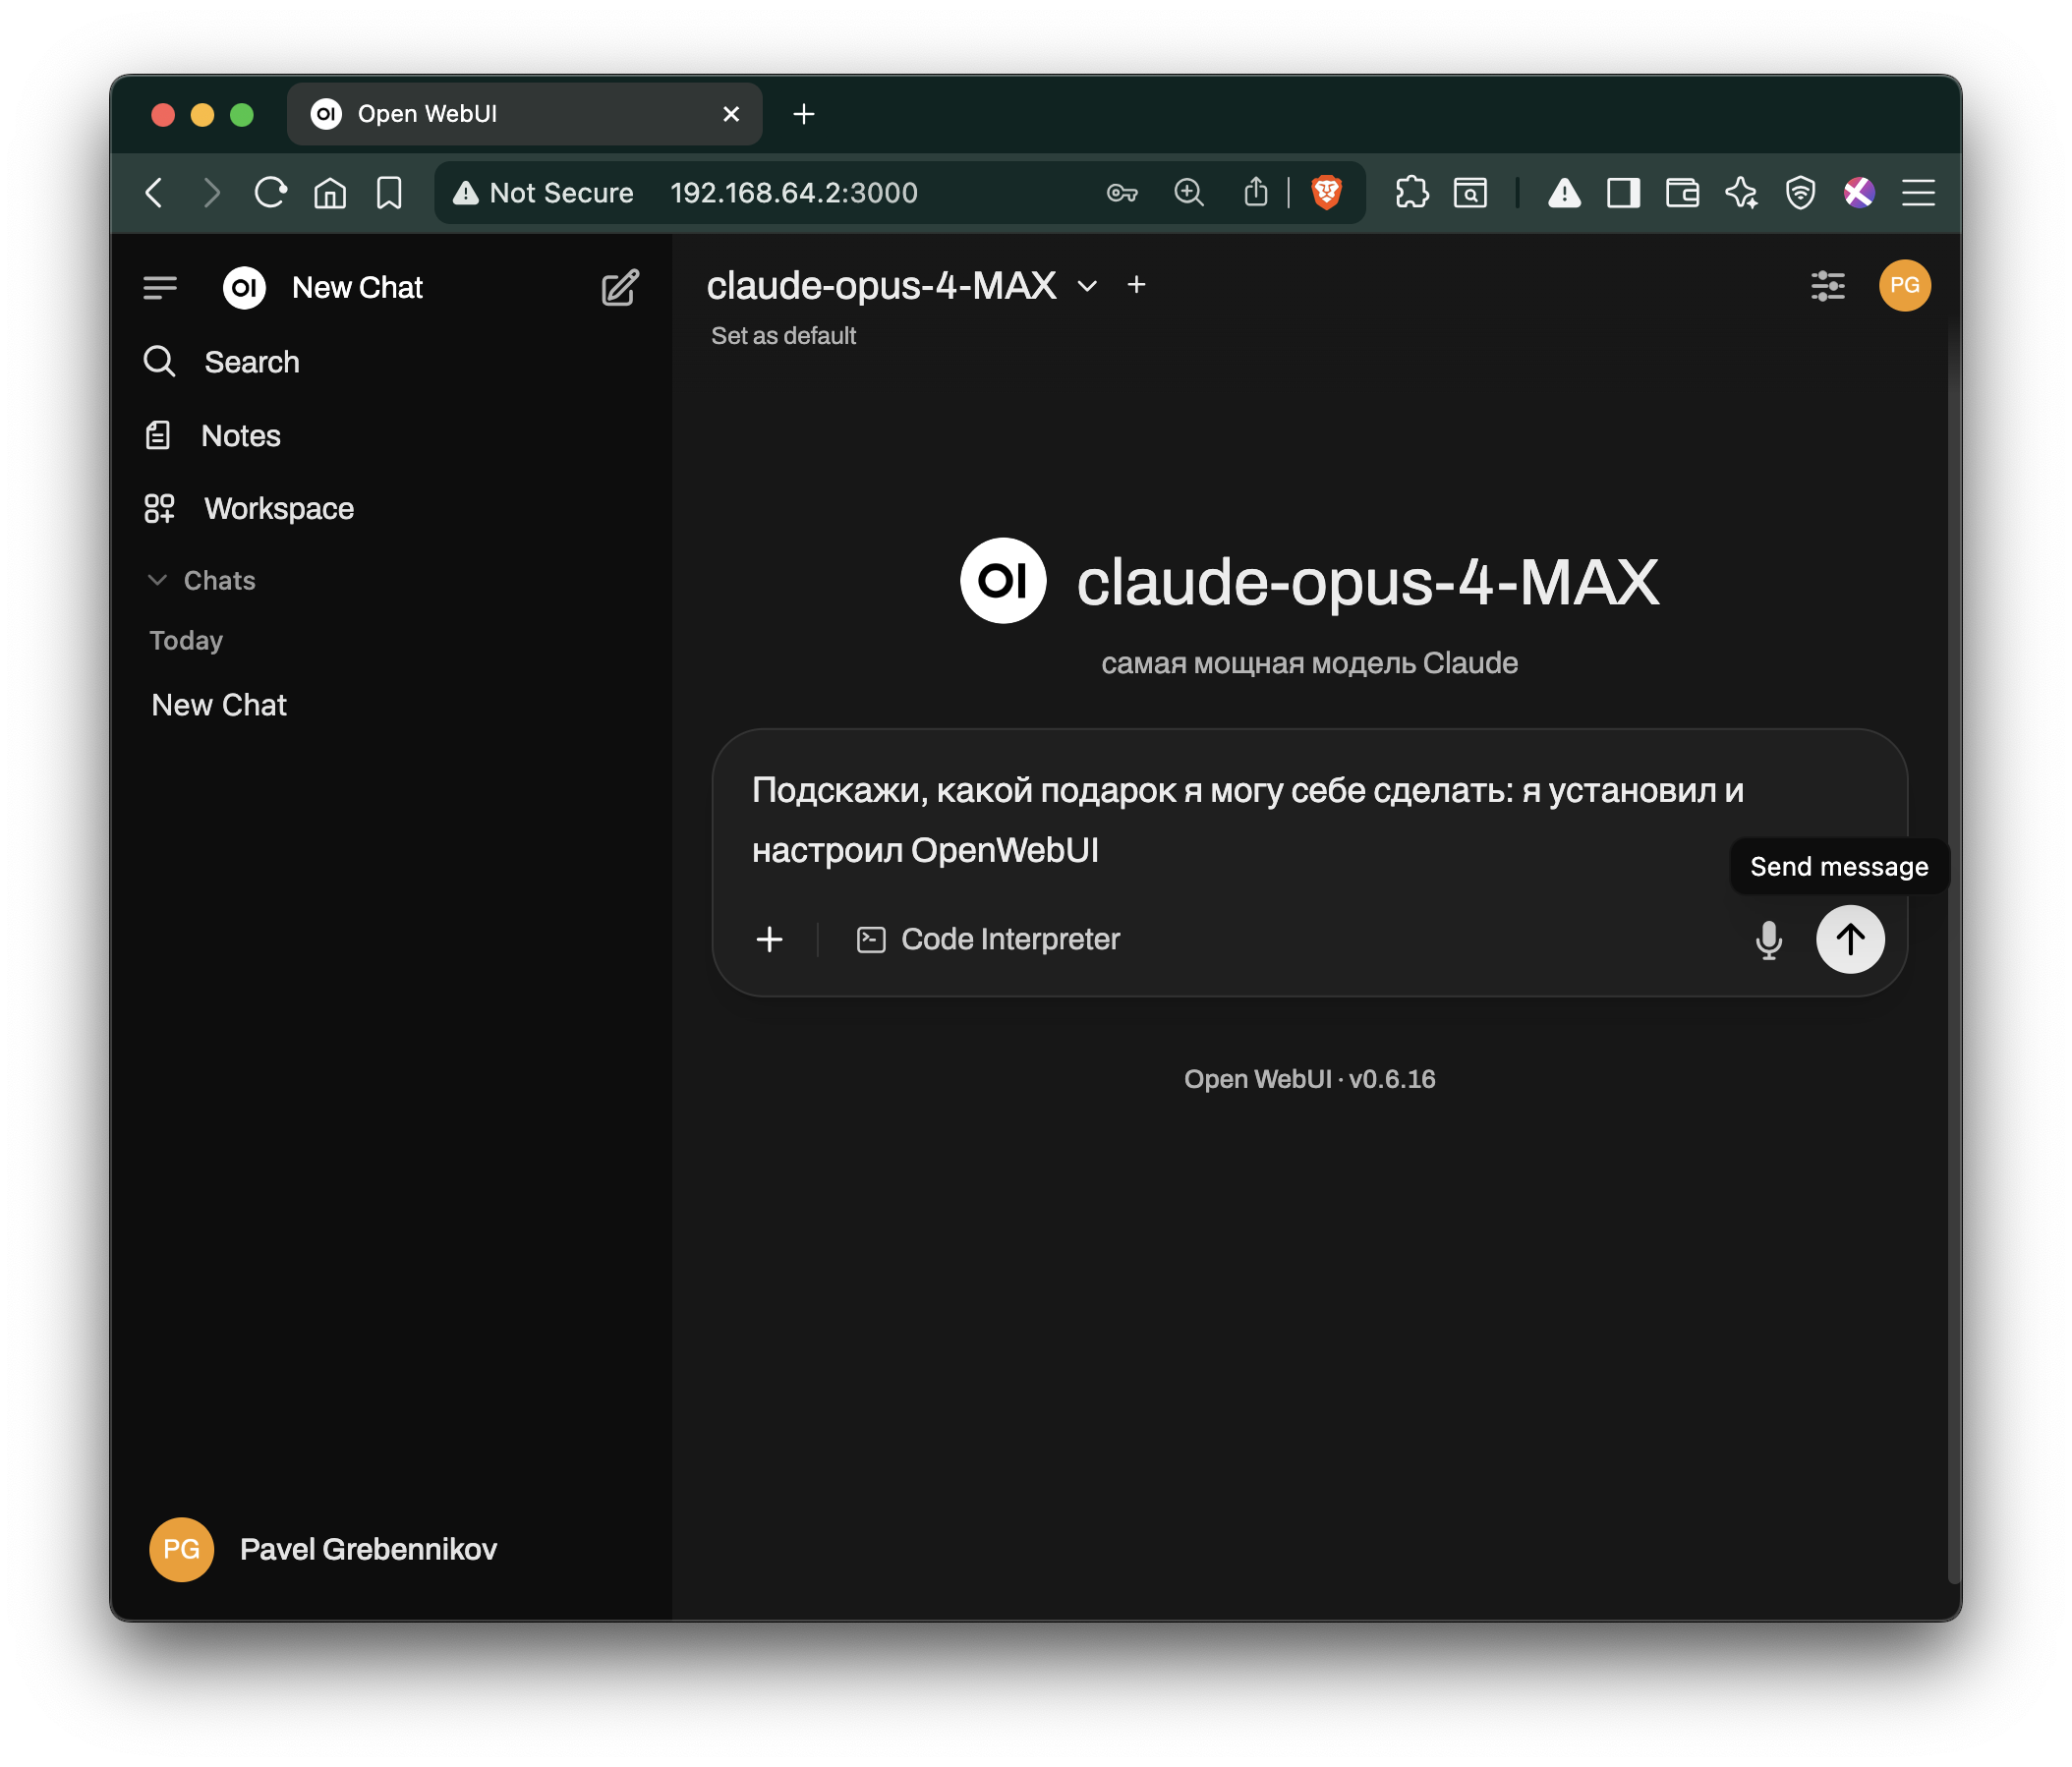 OI Open WebUI
Not Secure 192.168.64.2:3000
OI New Chat
Search
Notes
Workspace
Chats
Today
New Chat
PG Pavel Grebennikov
claude-opus-4-MAX
Set as default
PG
OI claude-opus-4-MAX
самая мощная модель Claude
Подскажи, какой подарок я могу себе сделать: я установил и
настроил OpenWebUI
Send message
Code Interpreter
Open WebUI · v0.6.16